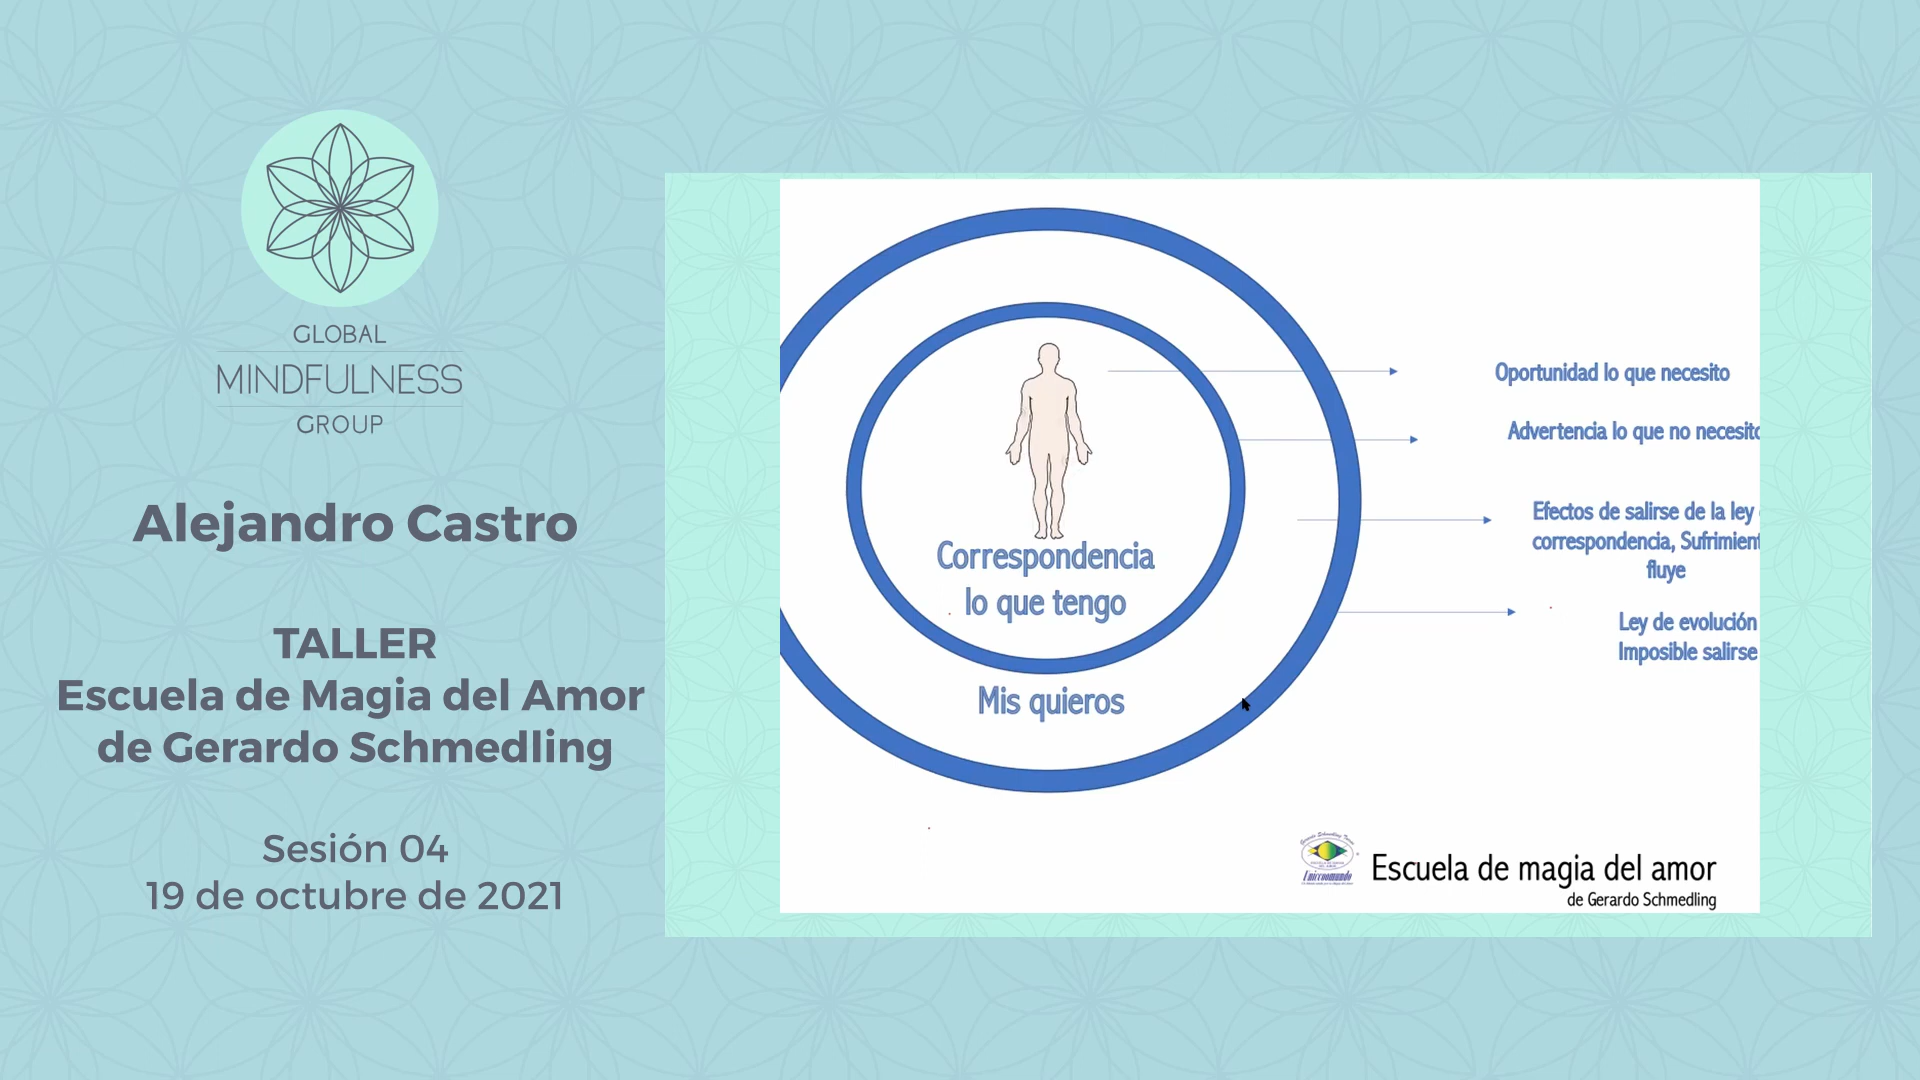 GLOBAL
MINDFULNESS
GROUP
Alejandro Castro
TALLER
Escuela de Magia del Amor
de Gerardo Schmedling
Sesión 04
19 de octubre de 2021
Correspondencia
lo que tengo
Mis quieros
Oportunidad lo que necesito
Advertencia lo que no necesito
Efectos de salirse de la ley
correspondencia, Sufrimient
fluye
Ley de evolución
Imposible salirse
Escuela de magia del amor
de Gerardo Schmedling